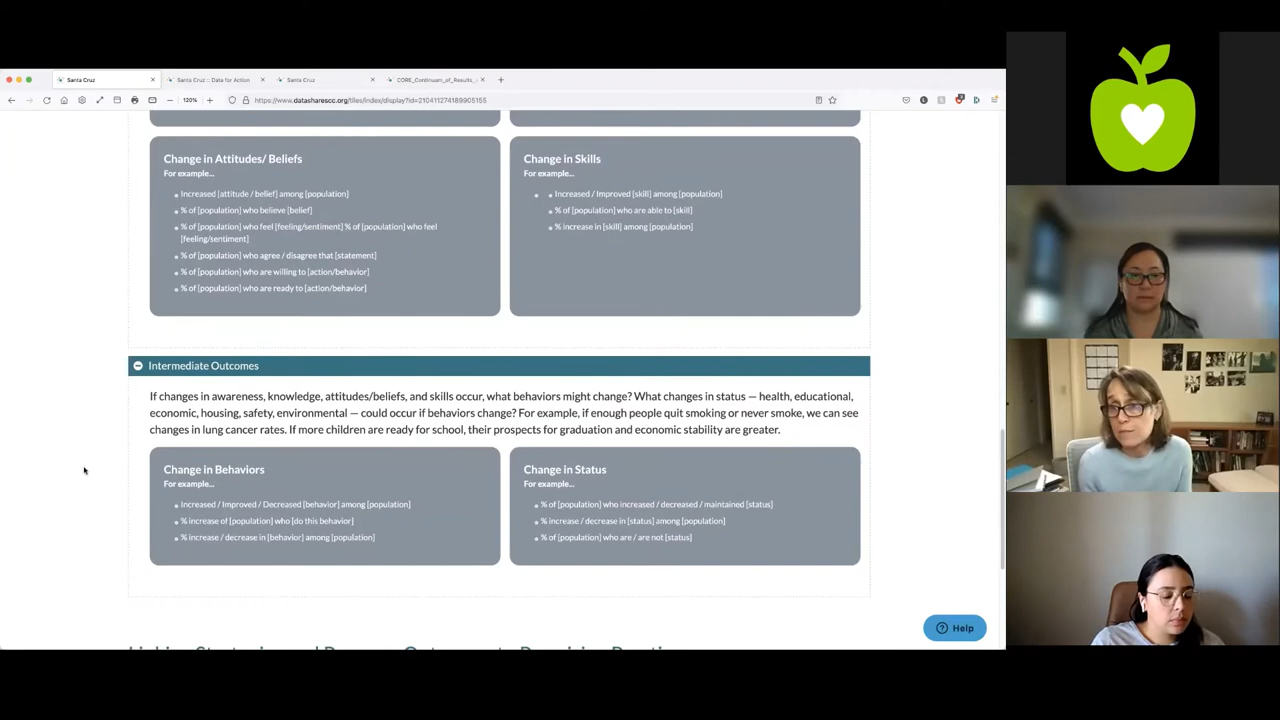 Santa Cruz
Santa Cruz :: Data for Action
Santa Cruz
CORE_Continuum_of_Results_
120%
https://www.datasharescc.org/tiles/index/display?id=210411274189905155
Change in Attitudes/ Beliefs
For example...
Increased [attitude / belief] among [population]
% of [population] who believe [belief]
% of [population] who feel [feeling/sentiment] % of [population] who feel
[feeling/sentiment]
% of [population] who agree / disagree that [statement]
% of [population] who are willing to [action/behavior]
% of [population] who are ready to [action/behavior]
Change in Skills
For example...
Increased / Improved [skill] among [population]
% of [population] who are able to [skill]
% increase in [skill] among [population]
Intermediate Outcomes
If changes in awareness, knowledge, attitudes/beliefs, and skills occur, what behaviors might change? What changes in status — health, educational,
economic, housing, safety, environmental — could occur if behaviors change? For example, if enough people quit smoking or never smoke, we can see
changes in lung cancer rates. If more children are ready for school, their prospects for graduation and economic stability are greater.
Change in Behaviors
For example...
Increased / Improved / Decreased [behavior] among [population]
% increase of [population] who [do this behavior]
% increase / decrease in [behavior] among [population]
Change in Status
For example...
% of [population] who increased / decreased / maintained [status]
% increase / decrease in [status] among [population]
% of [population] who are / are not [status]
Help